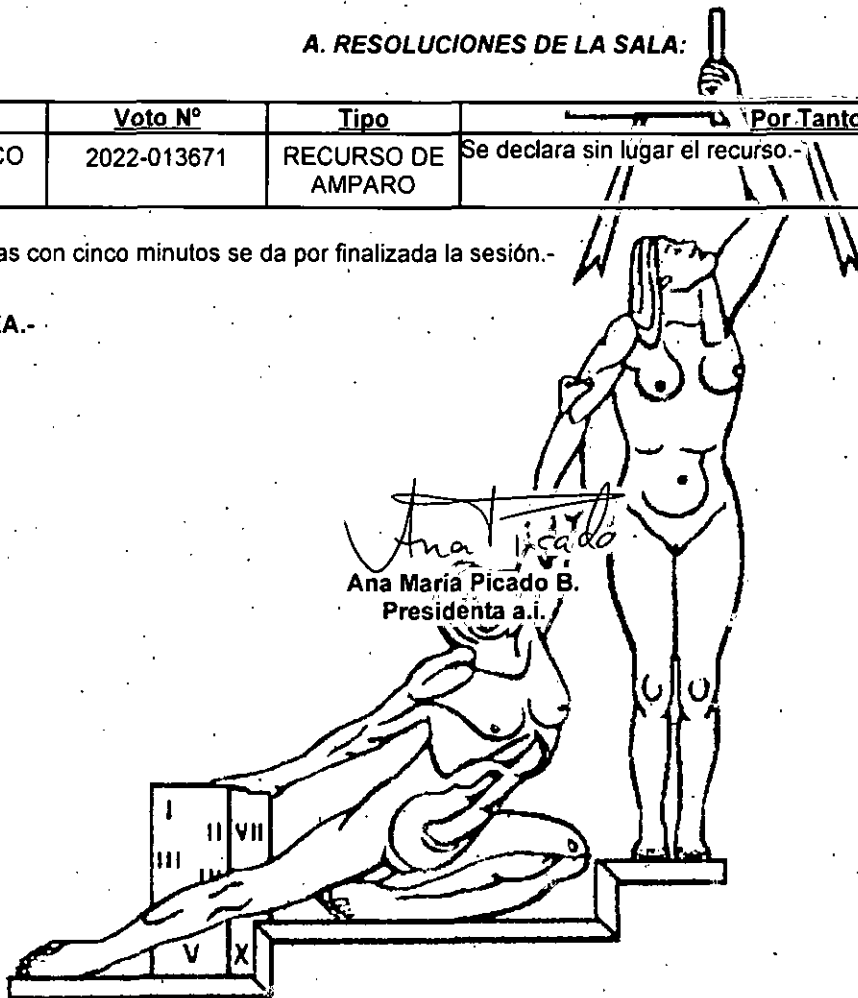 A. RESOLUCIONES DE LA SALA:
Voto Nº Tipo Por Tanto
CO 2022-013671 RECURSO DE Se declara sin lugar el recurso.-
AMPARO
as con cinco minutos se da por finalizada la sesión.-
A.-
Ana Picado
Ana María Picado B.
Presidenta a.i.
I
II VII
III
V X